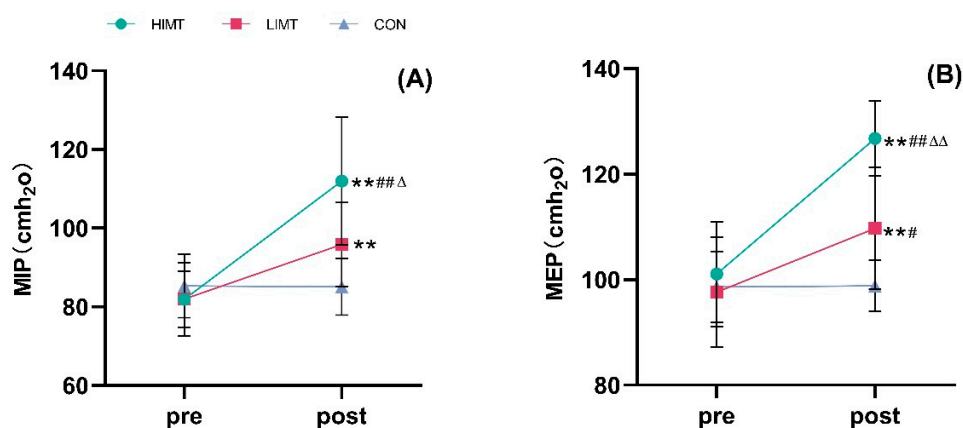 HIMT LIMT CON
(A)
MIP(cmh₂o)
140
120
100
80
60
**##Δ
**
pre post
(B)
MEP(cmh₂o)
140
120
100
80
**##ΔΔ
**#
pre post